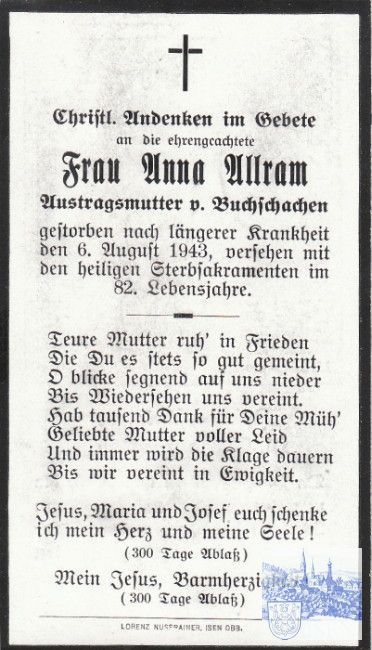 Christl. Andenken im Gebete
an die ehrengeachtete
Frau Anna Allram
Austragsmutter v. Buchschachen
gestorben nach längerer Krankheit
den 6. August 1943, versehen mit
den heiligen Sterbsakramenten im
82. Lebensjahre.
Teure Mutter ruh' in Frieden
Die Du es stets so gut gemeint,
O blicke segnend auf uns nieder
Bis Wiedersehen uns vereint.
Hab tausend Dank für Deine Müh'
Geliebte Mutter voller Leid
Und immer wird die Klage dauern
Bis wir vereint in Ewigkeit.
Jesus, Maria und Josef euch schenke
ich mein Herz und meine Seele!
(300 Tage Ablaß)
Mein Jesus,
(300 Tage Ablaß)
LORENZ NUSSRAINER, ISEN OBB.